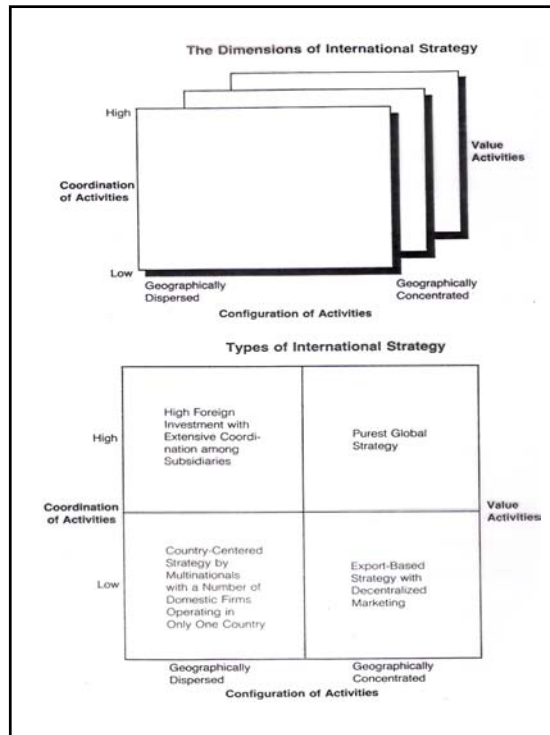 The Dimensions of International Strategy
High
Value
Activities
Coordination
of Activities
Low
Geographically
Dispersed
Geographically
Concentrated
Configuration of Activities
Types of International Strategy
High Foreign
Investment with
Extensive Coordi-
nation among
Subsidiaries
Purest Global
Strategy
High
Coordination
of Activities
Value
Activities
Country-Centered
Strategy by
Multinationals
with a Number of
Domestic Firms
Operating in
Only One Country
Export-Based
Strategy with
Decentralized
Marketing
Low
Geographically
Dispersed
Geographically
Concentrated
Configuration of Activities